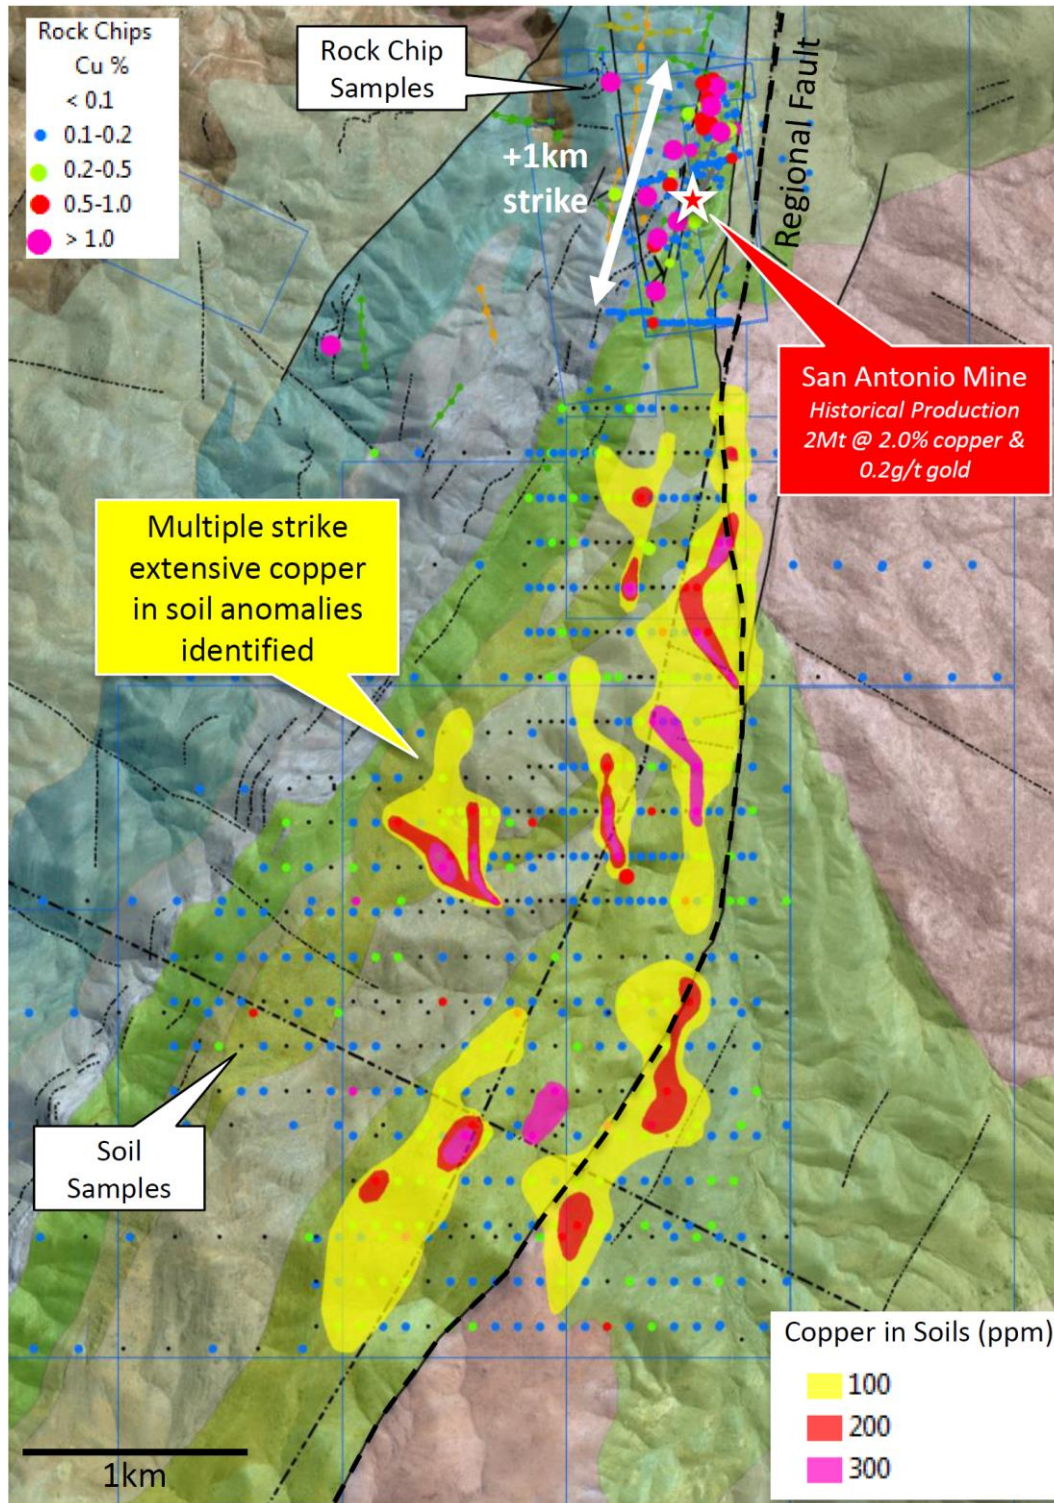 Rock Chips
Cu %
< 0.1
0.1-0.2
0.2-0.5
0.5-1.0
> 1.0
Rock Chip
Samples
+1km
strike
Regional Fault
San Antonio Mine
Historical Production
2Mt @ 2.0% copper &
0.2g/t gold
Multiple strike
extensive copper
in soil anomalies
identified
Soil
Samples
Copper in Soils (ppm)
100
200
300
1km